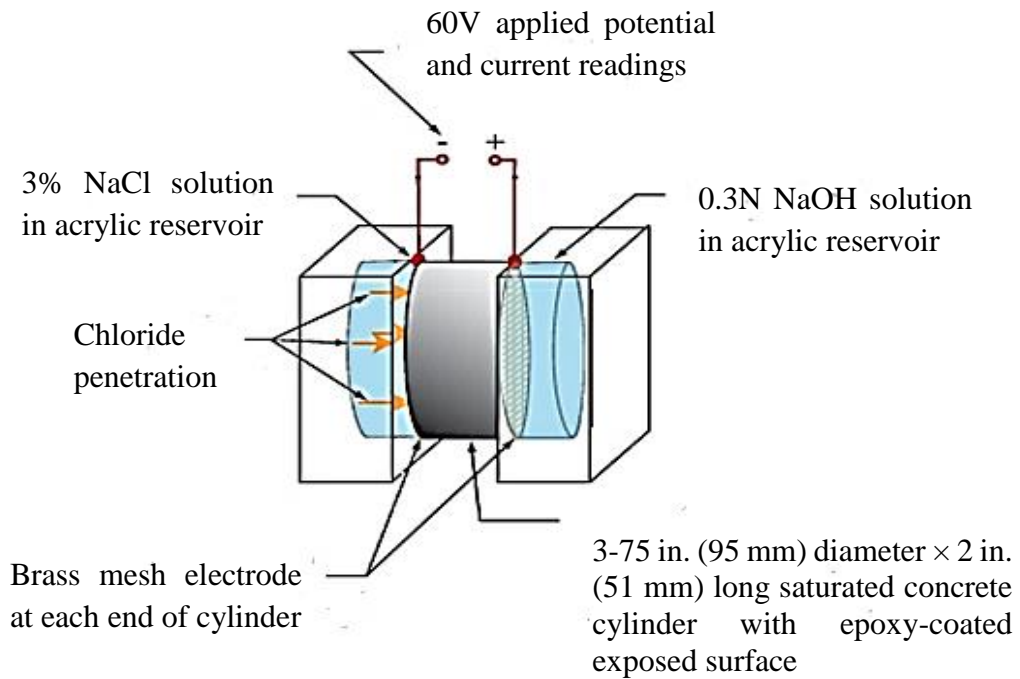 60V applied potential
and current readings
- +
3% NaCl solution
in acrylic reservoir
0.3N NaOH solution
in acrylic reservoir
Chloride
penetration
Brass mesh electrode
at each end of cylinder
3-75 in. (95 mm) diameter × 2 in.
(51 mm) long saturated concrete
cylinder with epoxy-coated
exposed surface